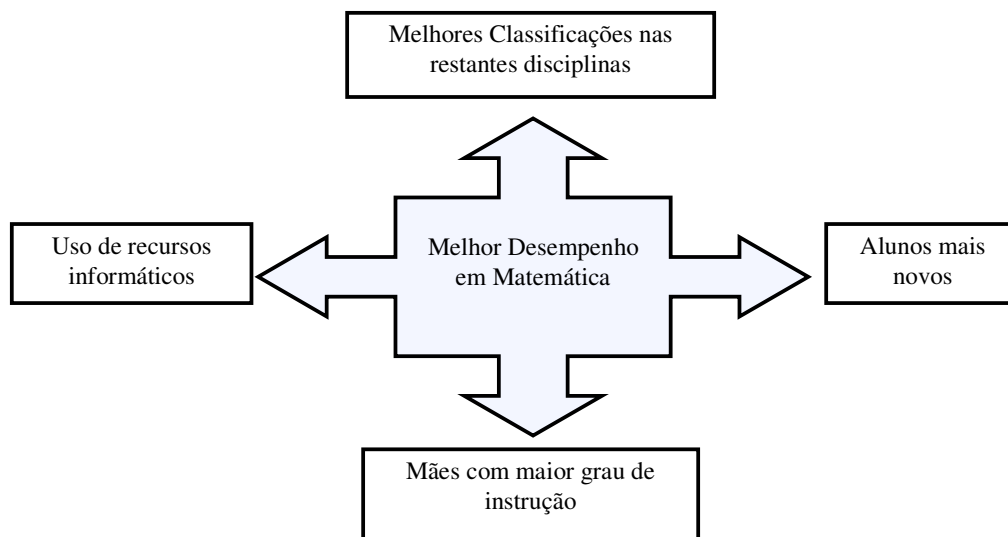 Melhores Classificações nas
restantes disciplinas
Uso de recursos
informáticos
Melhor Desempenho
em Matemática
Alunos mais
novos
Mães com maior grau de
instrução